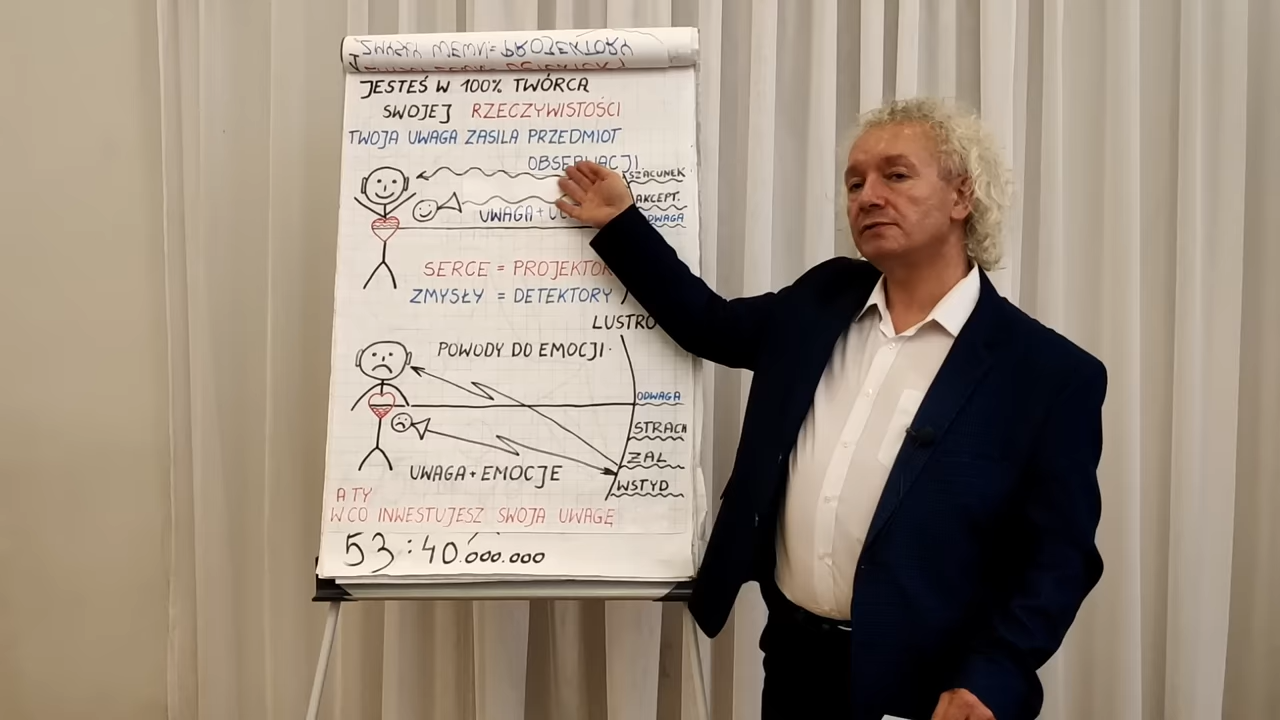 JESTEŚ W 100% TWÓRCĄ
SWOJEJ RZECZYWISTOŚCI
TWOJA UWAGA ZASILA PRZEDMIOT
OBSERWACJI
SZACUNEK
AKCEPT.
UWAGA +
ODWAGA
SERCE = PROJEKTOR
ZMYSŁY = DETEKTORY
LUSTRO
POWODY DO EMOCJI
ODWAGA
STRACH
ŻAL
UWAGA + EMOCJE
WSTYD
A TY
W CO INWESTUJESZ SWOJĄ UWAGĘ
53 : 40.000.000